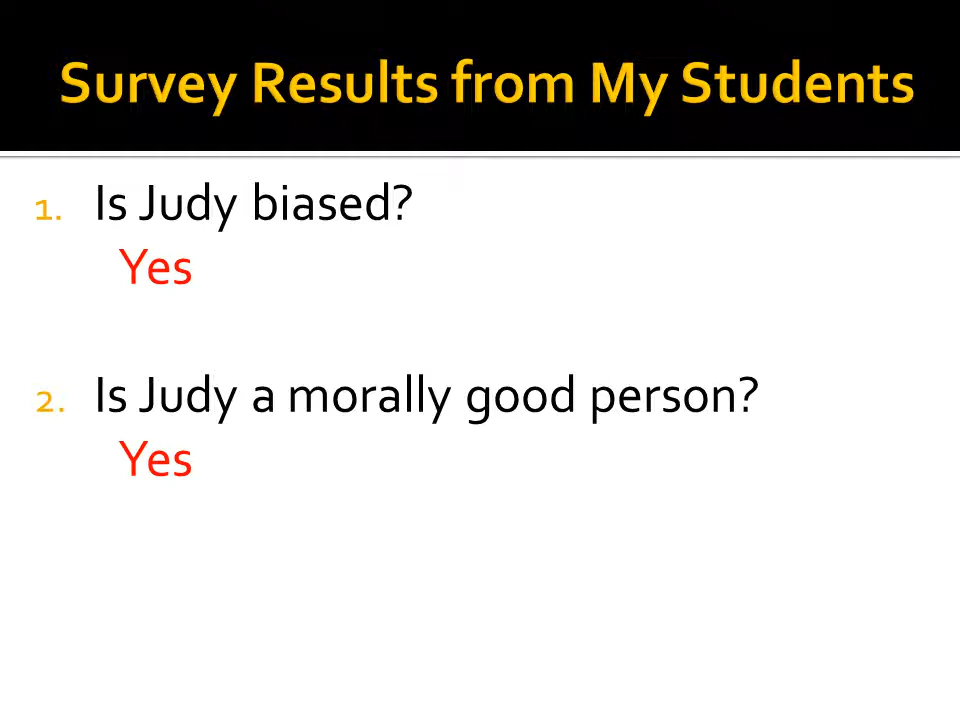 Survey Results from My Students
1. Is Judy biased?
Yes
2. Is Judy a morally good person?
Yes